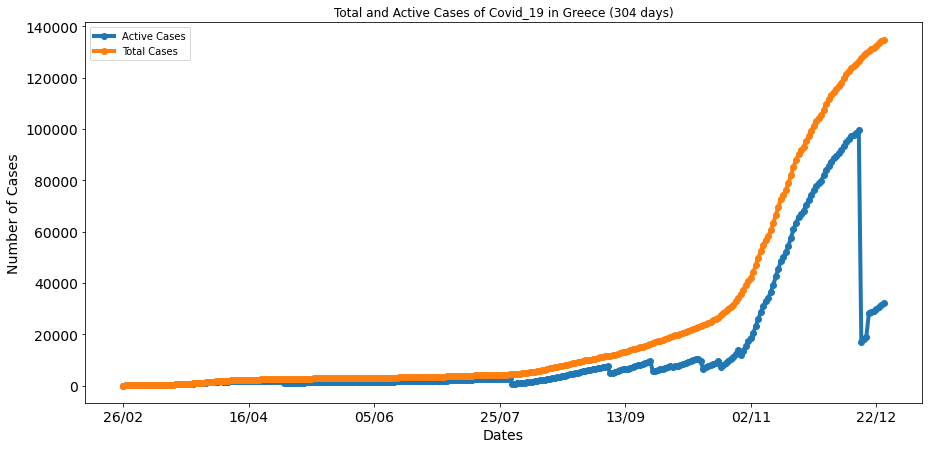 Total and Active Cases of Covid_19 in Greece (304 days)
Active Cases
Total Cases
140000
120000
100000
80000
60000
40000
20000
0
Number of Cases
26/02 16/04 05/06 25/07 13/09 02/11 22/12
Dates